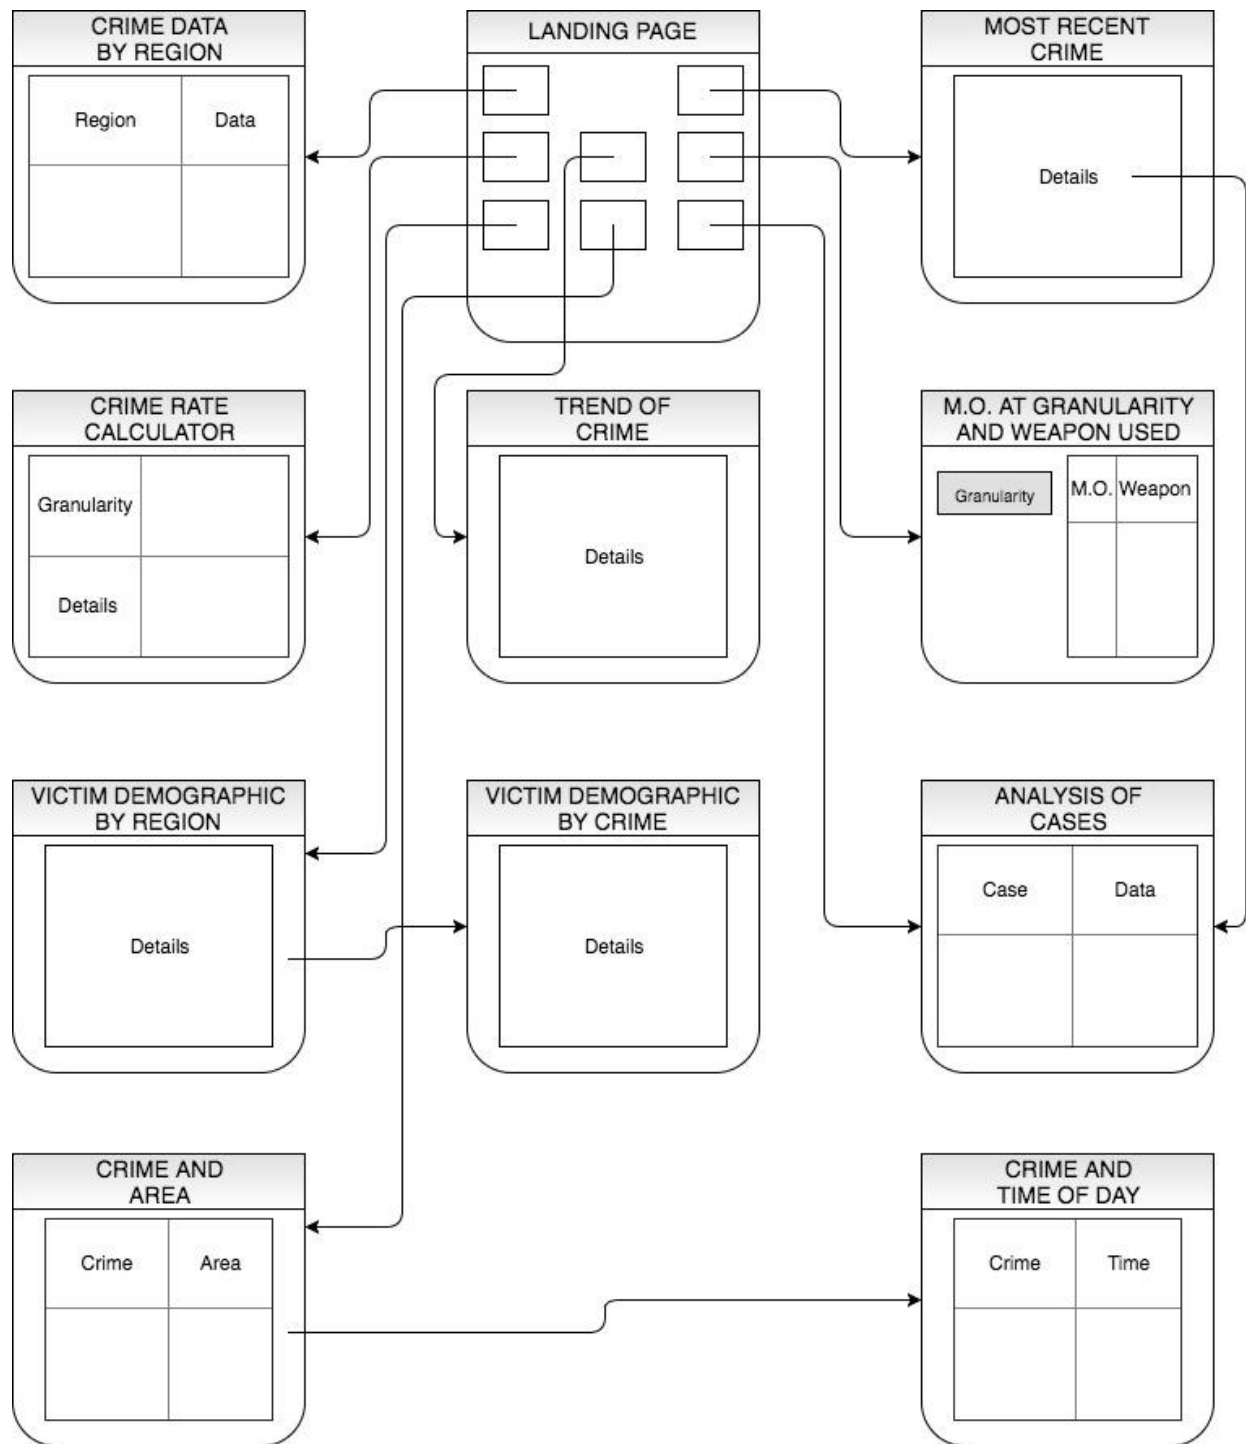 CRIME DATA
BY REGION
Region
Data
LANDING PAGE
MOST RECENT
CRIME
Details
CRIME RATE
CALCULATOR
Granularity
Details
TREND OF
CRIME
Details
M.O. AT GRANULARITY
AND WEAPON USED
Granularity
M.O.
Weapon
VICTIM DEMOGRAPHIC
BY REGION
Details
VICTIM DEMOGRAPHIC
BY CRIME
Details
ANALYSIS OF
CASES
Case
Data
CRIME AND
AREA
Crime
Area
CRIME AND
TIME OF DAY
Crime
Time